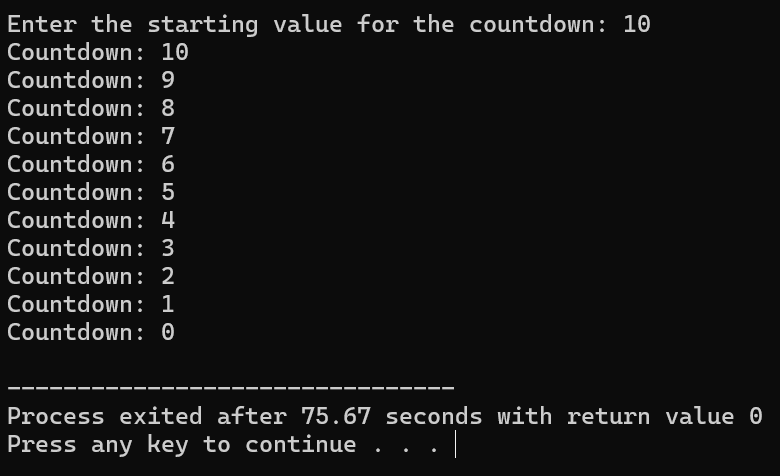 Enter the starting value for the countdown: 10
Countdown: 10
Countdown: 9
Countdown: 8
Countdown: 7
Countdown: 6
Countdown: 5
Countdown: 4
Countdown: 3
Countdown: 2
Countdown: 1
Countdown: 0
--------------------------------
Process exited after 75.67 seconds with return value 0
Press any key to continue . . .